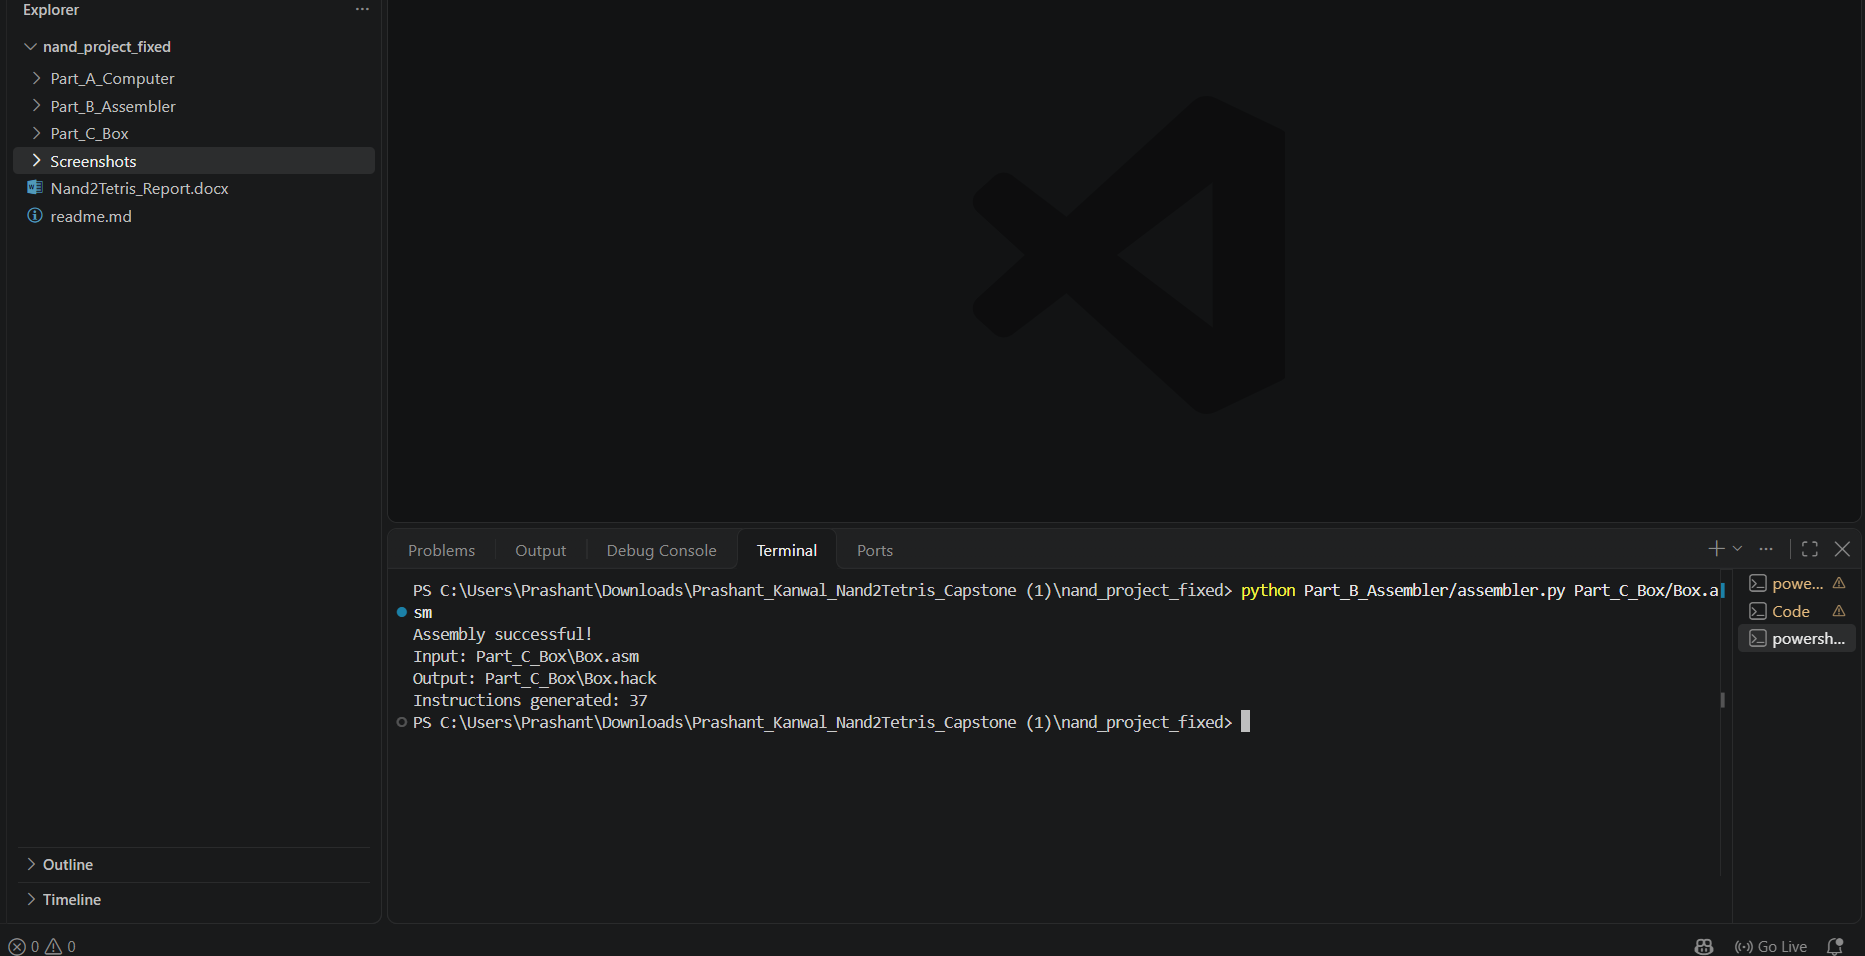 Explorer
nand_project_fixed
Part_A_Computer
Part_B_Assembler
Part_C_Box
Screenshots
Nand2Tetris_Report.docx
readme.md
Outline
Timeline
Problems
Output
Debug Console
Terminal
Ports
PS C:\Users\Prashant\Downloads\Prashant_Kanwal_Nand2Tetris_Capstone (1)\nand_project_fixed> python Part_B_Assembler/assembler.py Part_C_Box/Box.a
sm
Assembly successful!
Input: Part_C_Box\Box.asm
Output: Part_C_Box\Box.hack
Instructions generated: 37
PS C:\Users\Prashant\Downloads\Prashant_Kanwal_Nand2Tetris_Capstone (1)\nand_project_fixed>
powe...
Code
powersh...
0 0
Go Live